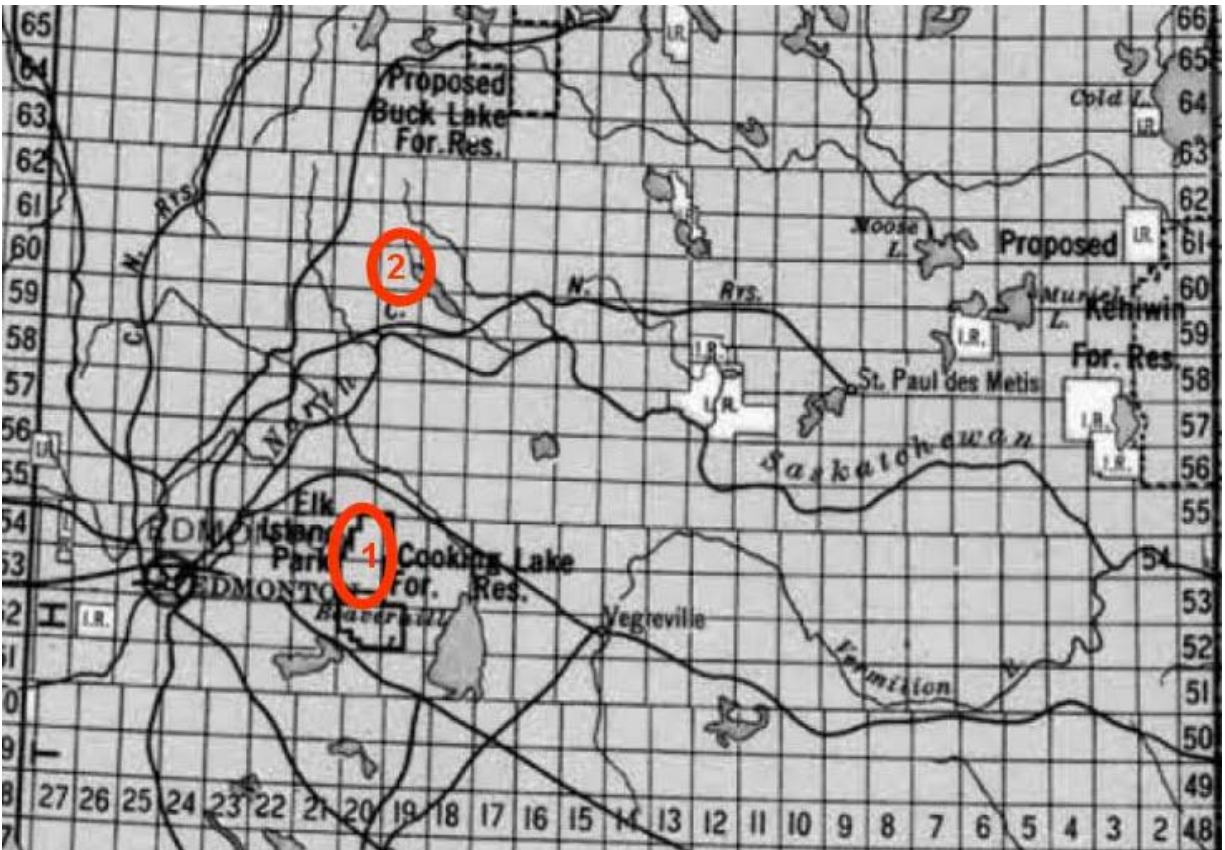 65
64
63
62
61
60
59
58
57
56
55
54
27 26 25 24 23 22 21 20 19 18 17 16 15 14 13 12 11 10 9 8 7 6 5 4 3 2
66
65
64
63
62
61
60
59
58
57
56
55
54
53
52
51
50
49
48
Proposed
Buck Lake
For. Res.
I.R.
Cold L.
I.R.
N. Rys.
C.
2
C. N. Rys.
Moose
L.
Proposed
I.R.
Muriel
L.
Kehiwin
For. Res.
I.R.
I.R.
I.R.
St. Paul des Metis
I.R.
I.R.
North
Saskatchewan
I.R.
Elk
Island
Park
1
Cooking Lake
For. Res.
EDMONTON
EDMONTON
Beaverhill
L.
I.R.
Vegreville
Vermilion
R.